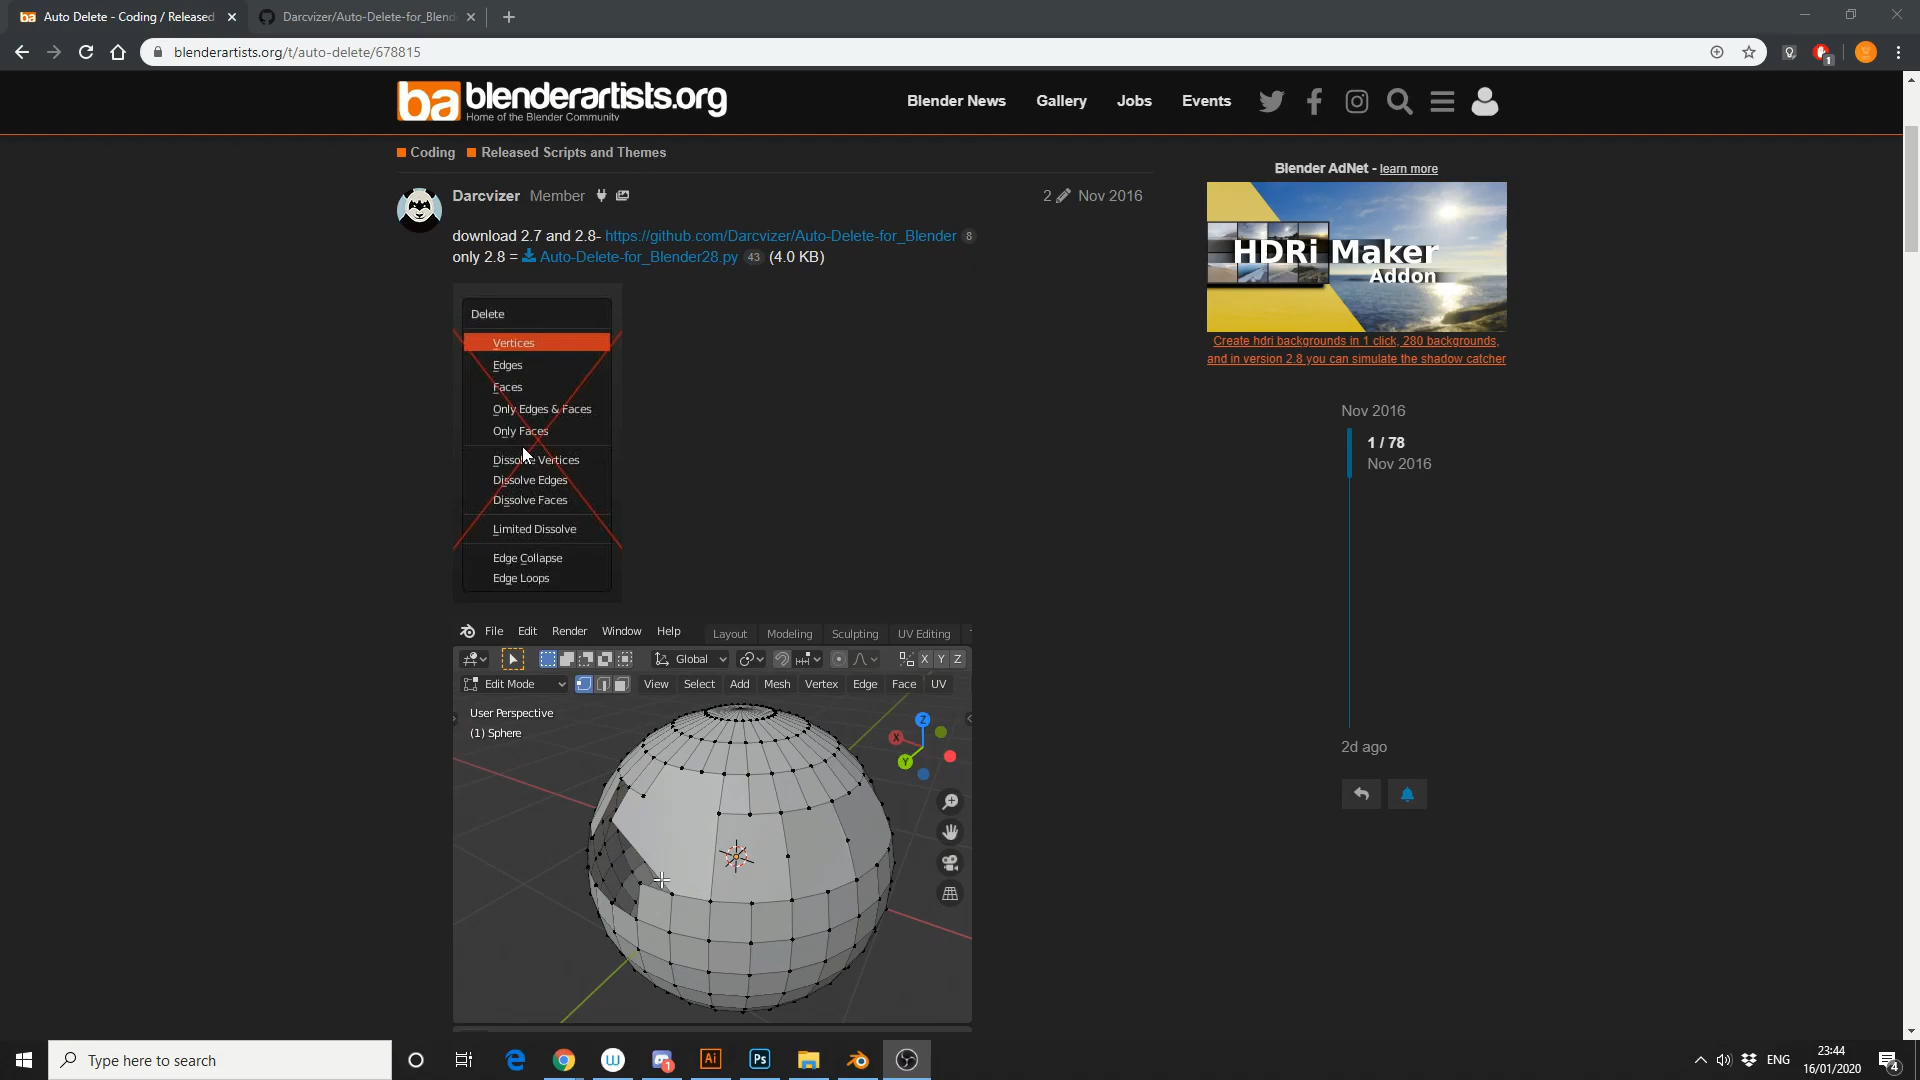 Auto Delete - Coding / Released
Darcvizer/Auto-Delete-for_Blend
blenderartists.org/t/auto-delete/678815
1
ba blenderartists.org
Home of the Blender Community
Blender News Gallery Jobs Events
Coding Released Scripts and Themes
Darcvizer Member 2 Nov 2016
download 2.7 and 2.8- https://github.com/Darcvizer/Auto-Delete-for_Blender 8
only 2.8 = Auto-Delete-for_Blender28.py 43 (4.0 KB)
Delete
Vertices
Edges
Faces
Only Edges & Faces
Only Faces
Dissolve Vertices
Dissolve Edges
Dissolve Faces
Limited Dissolve
Edge Collapse
Edge Loops
File Edit Render Window Help Layout Modeling Sculpting UV Editing
Global X Y Z
Edit Mode View Select Add Mesh Vertex Edge Face UV
User Perspective
(1) Sphere
Z
X
Y
Blender AdNet - learn more
HDRi Maker
Addon
Create hdri backgrounds in 1 click, 280 backgrounds,
and in version 2.8 you can simulate the shadow catcher
Nov 2016
1 / 78
Nov 2016
2d ago
Type here to search
Ai
Ps
1
ENG
23:44
16/01/2020
4